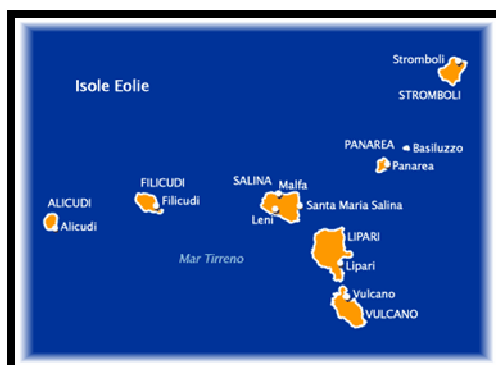 Stromboli
STROMBOLI
Isole Eolie
PANAREA
Basiluzzo
Panarea
SALINA
Malfa
FILICUDI
Filicudi
ALICUDI
Alicudi
Leni
Santa Maria Salina
LIPARI
Lipari
Mar Tirreno
Vulcano
VULCANO